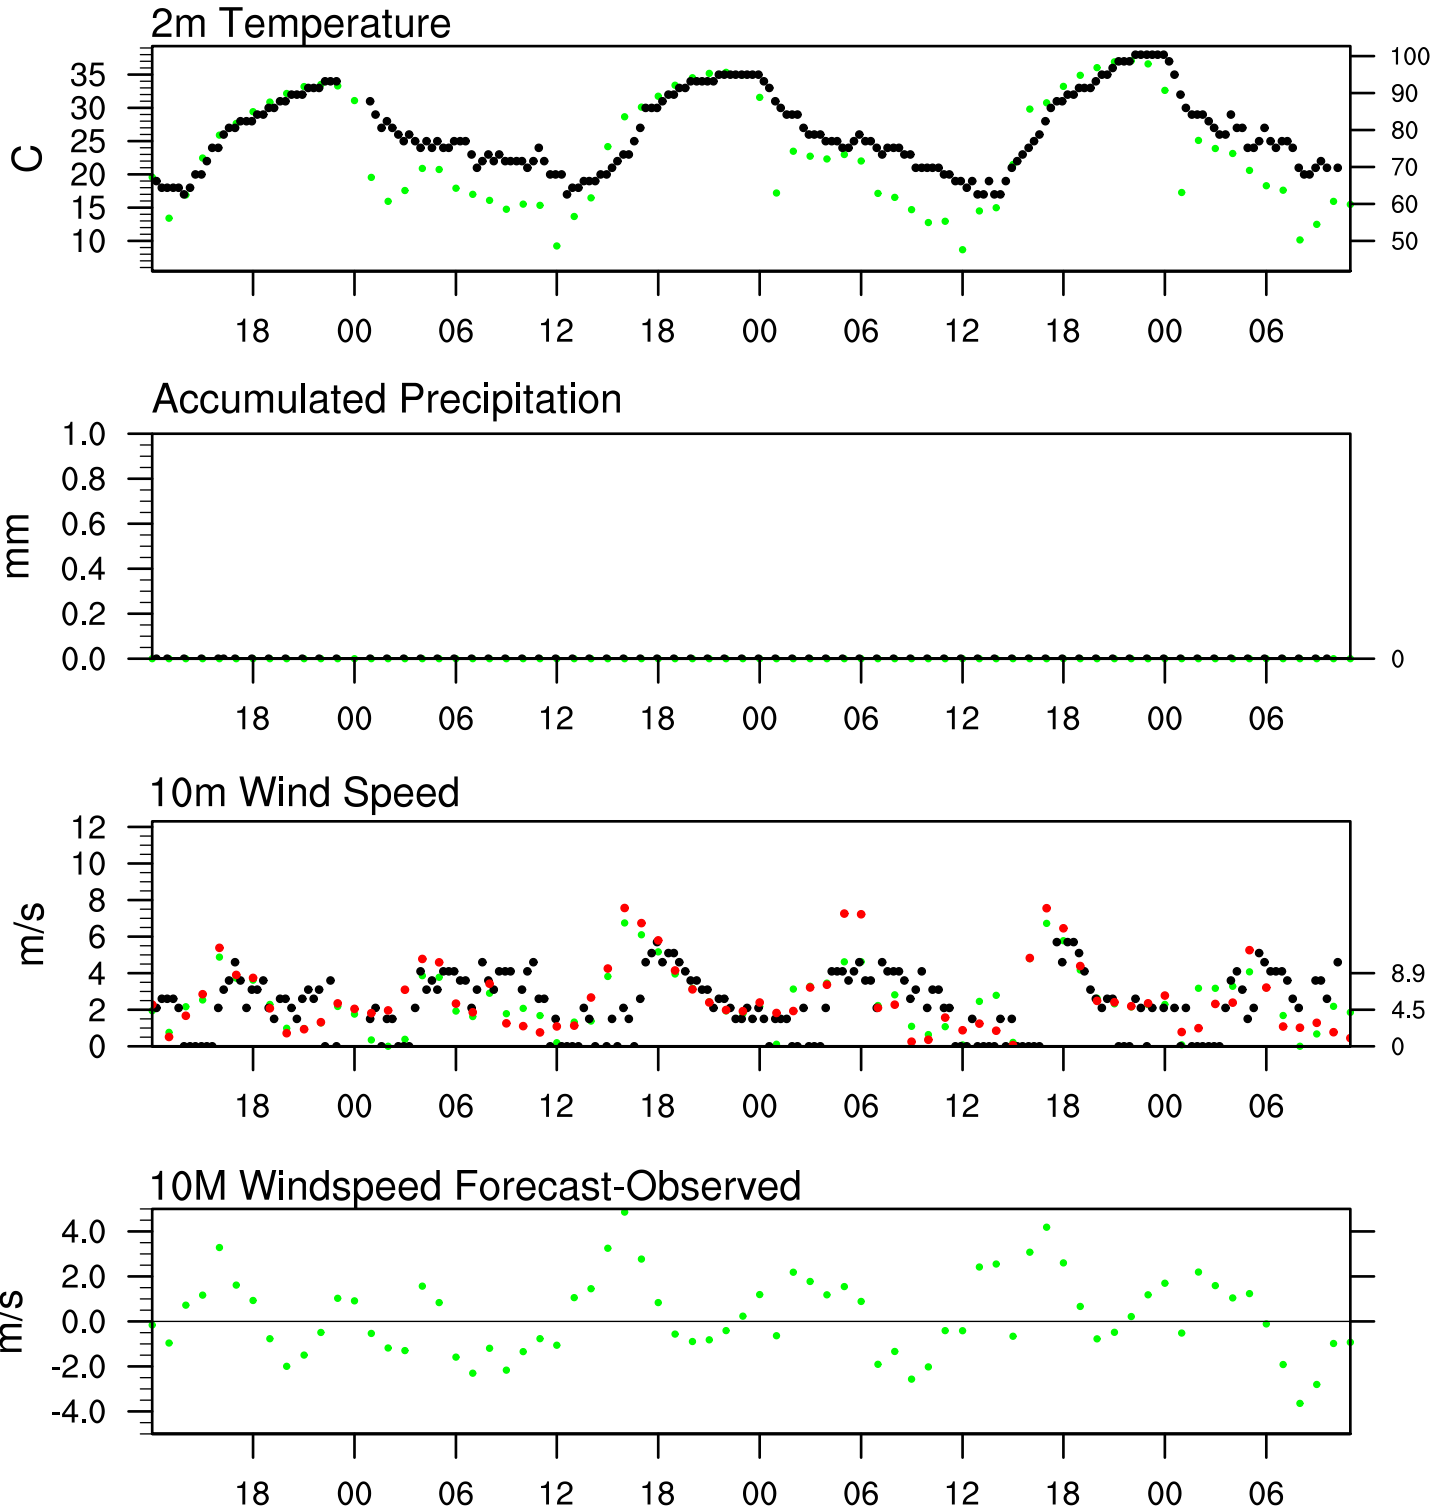 2m Temperature
C
35
30
25
20
15
10
100
90
80
70
60
50
18 00 06 12 18 00 06 12 18 00 06
Accumulated Precipitation
mm
1.0
0.8
0.6
0.4
0.2
0.0
0
18 00 06 12 18 00 06 12 18 00 06
10m Wind Speed
m/s
12
10
8
6
4
2
0
8.9
4.5
0
18 00 06 12 18 00 06 12 18 00 06
10M Windspeed Forecast-Observed
m/s
4.0
2.0
0.0
-2.0
-4.0
18 00 06 12 18 00 06 12 18 00 06